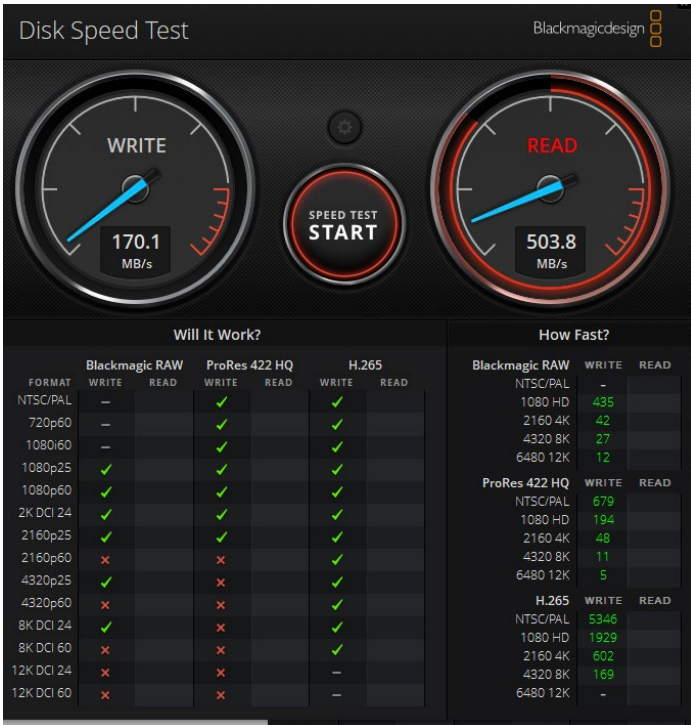 Disk Speed Test
Blackmagicdesign
WRITE
170.1
MB/s
SPEED TEST
START
READ
503.8
MB/s
Will It Work?
Blackmagic RAW ProRes 422 HQ H.265
FORMAT WRITE READ WRITE READ WRITE READ
NTSC/PAL – ✓ ✓
720p60 – ✓ ✓
1080i60 – ✓ ✓
1080p25 ✓ ✓ ✓
1080p60 ✓ ✓ ✓
2K DCI 24 ✓ ✓ ✓
2160p25 ✓ ✓ ✓
2160p60 × × ✓
4320p25 ✓ × ✓
4320p60 × × ✓
8K DCI 24 ✓ × ✓
8K DCI 60 × × ✓
12K DCI 24 × × –
12K DCI 60 × × –
How Fast?
Blackmagic RAW WRITE READ
NTSC/PAL –
1080 HD 435
2160 4K 42
4320 8K 27
6480 12K 12
ProRes 422 HQ WRITE READ
NTSC/PAL 679
1080 HD 194
2160 4K 48
4320 8K 11
6480 12K 5
H.265 WRITE READ
NTSC/PAL 5346
1080 HD 1929
2160 4K 602
4320 8K 169
6480 12K –